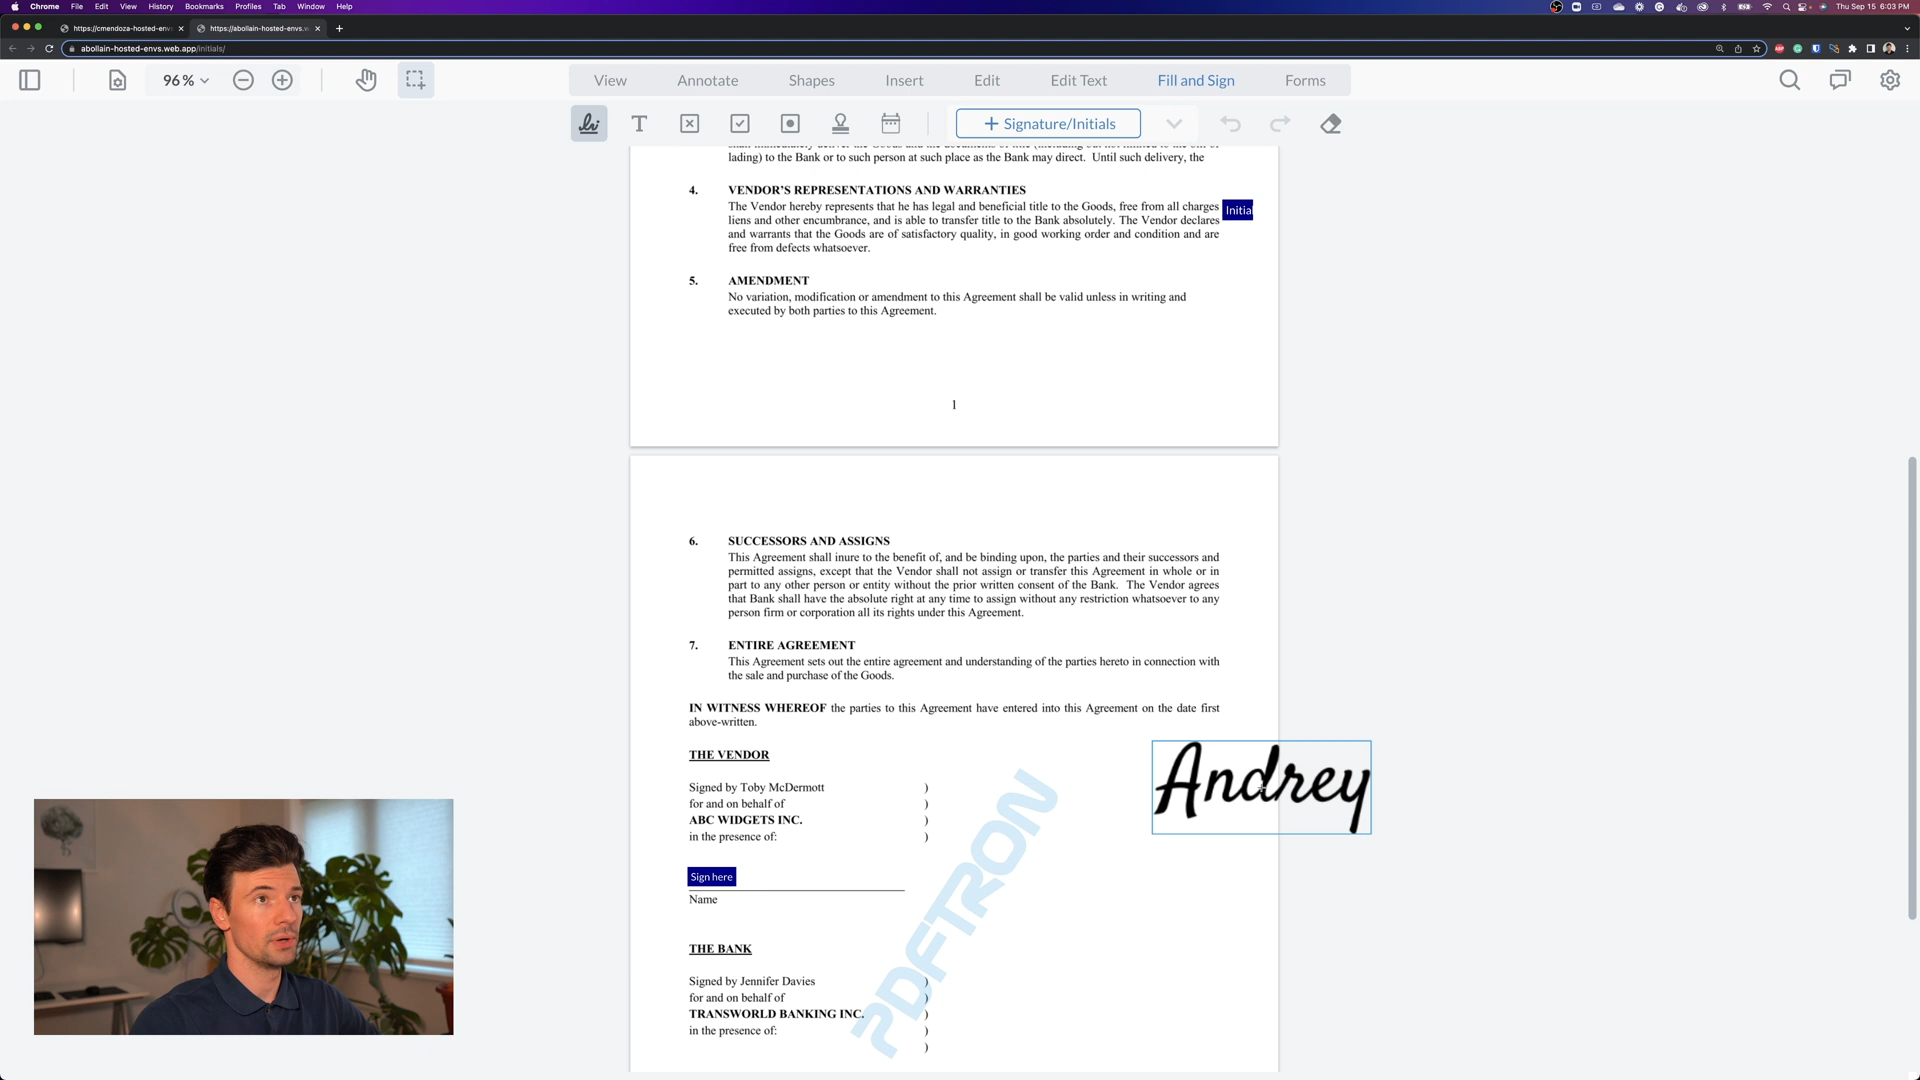 Chrome File Edit View History Bookmarks Profiles Tab Window Help
Thu Sep 15 6:03 PM
https://cmendoza-hosted-env
https://abollain-hosted-envs.w
abollain-hosted-envs.web.app/initials/
96%
View Annotate Shapes Insert Edit Edit Text Fill and Sign Forms
Signature/Initials
lading) to the Bank or to such person at such place as the Bank may direct. Until such delivery, the
4. VENDOR'S REPRESENTATIONS AND WARRANTIES
The Vendor hereby represents that he has legal and beneficial title to the Goods, free from all charges
Initial
liens and other encumbrance, and is able to transfer title to the Bank absolutely. The Vendor declares
and warrants that the Goods are of satisfactory quality, in good working order and condition and are
free from defects whatsoever.
5. AMENDMENT
No variation, modification or amendment to this Agreement shall be valid unless in writing and
executed by both parties to this Agreement.
1
6. SUCCESSORS AND ASSIGNS
This Agreement shall inure to the benefit of, and be binding upon, the parties and their successors and
permitted assigns, except that the Vendor shall not assign or transfer this Agreement in whole or in
part to any other person or entity without the prior written consent of the Bank. The Vendor agrees
that Bank shall have the absolute right at any time to assign without any restriction whatsoever to any
person firm or corporation all its rights under this Agreement.
7. ENTIRE AGREEMENT
This Agreement sets out the entire agreement and understanding of the parties hereto in connection with
the sale and purchase of the Goods.
IN WITNESS WHEREOF the parties to this Agreement have entered into this Agreement on the date first
above-written.
THE VENDOR
Andrey
Signed by Toby McDermott )
for and on behalf of )
ABC WIDGETS INC. )
in the presence of: )
Sign here
Name
PDFTRON
THE BANK
Signed by Jennifer Davies )
for and on behalf of )
TRANSWORLD BANKING INC. )
in the presence of: )
)